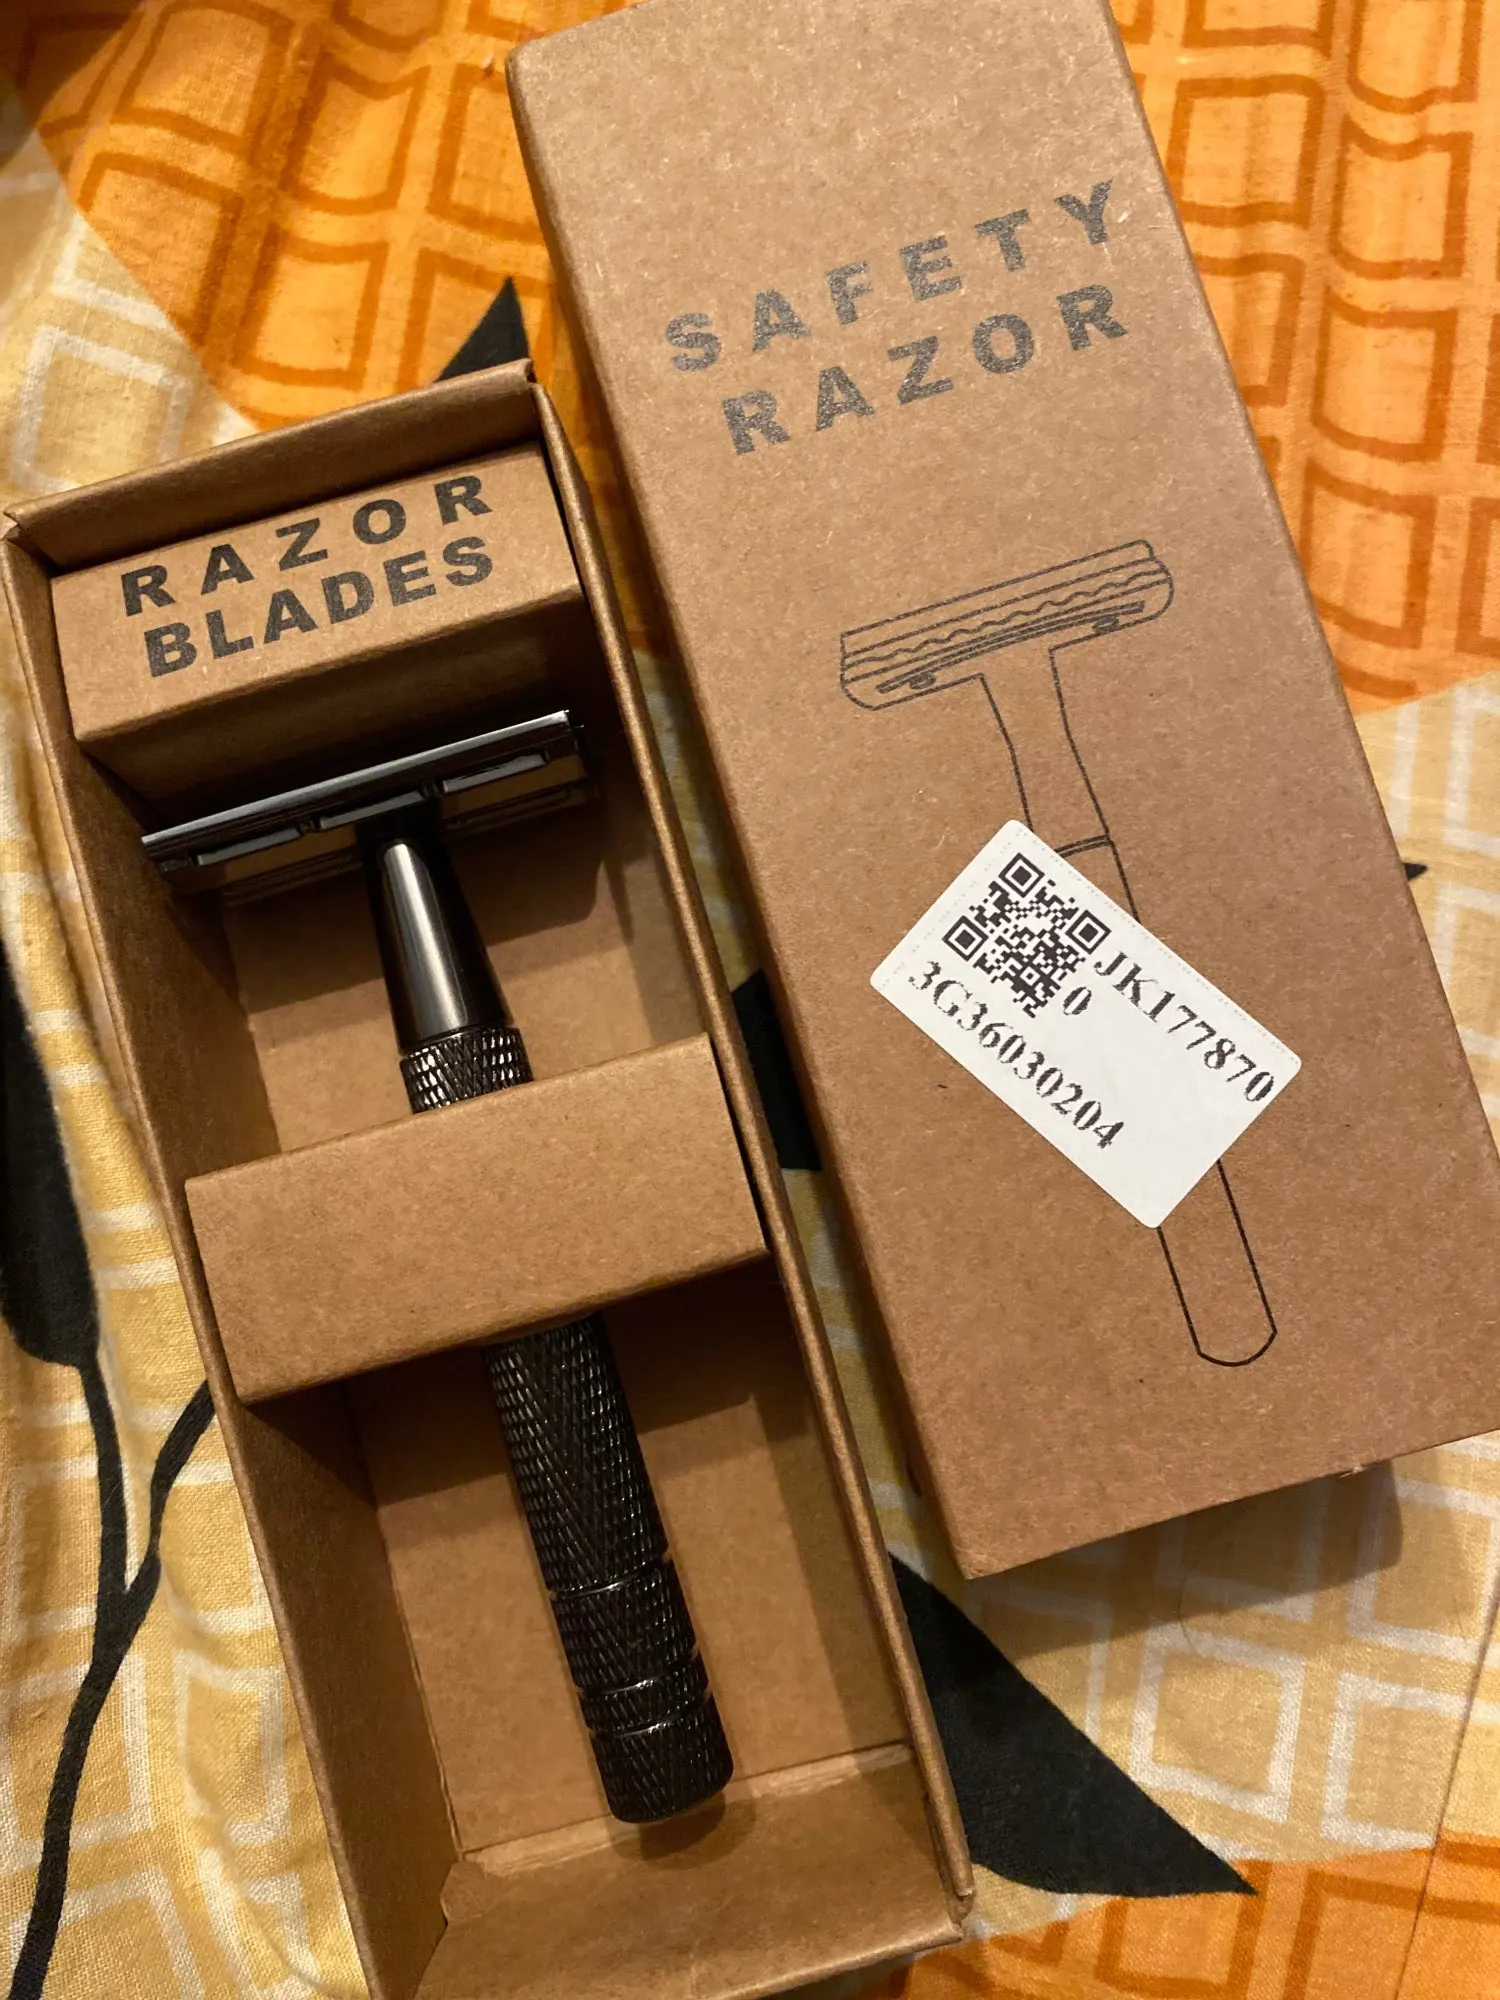 SAFETY
RAZOR
RAZOR
BLADES
JK177870
0
3G36030204